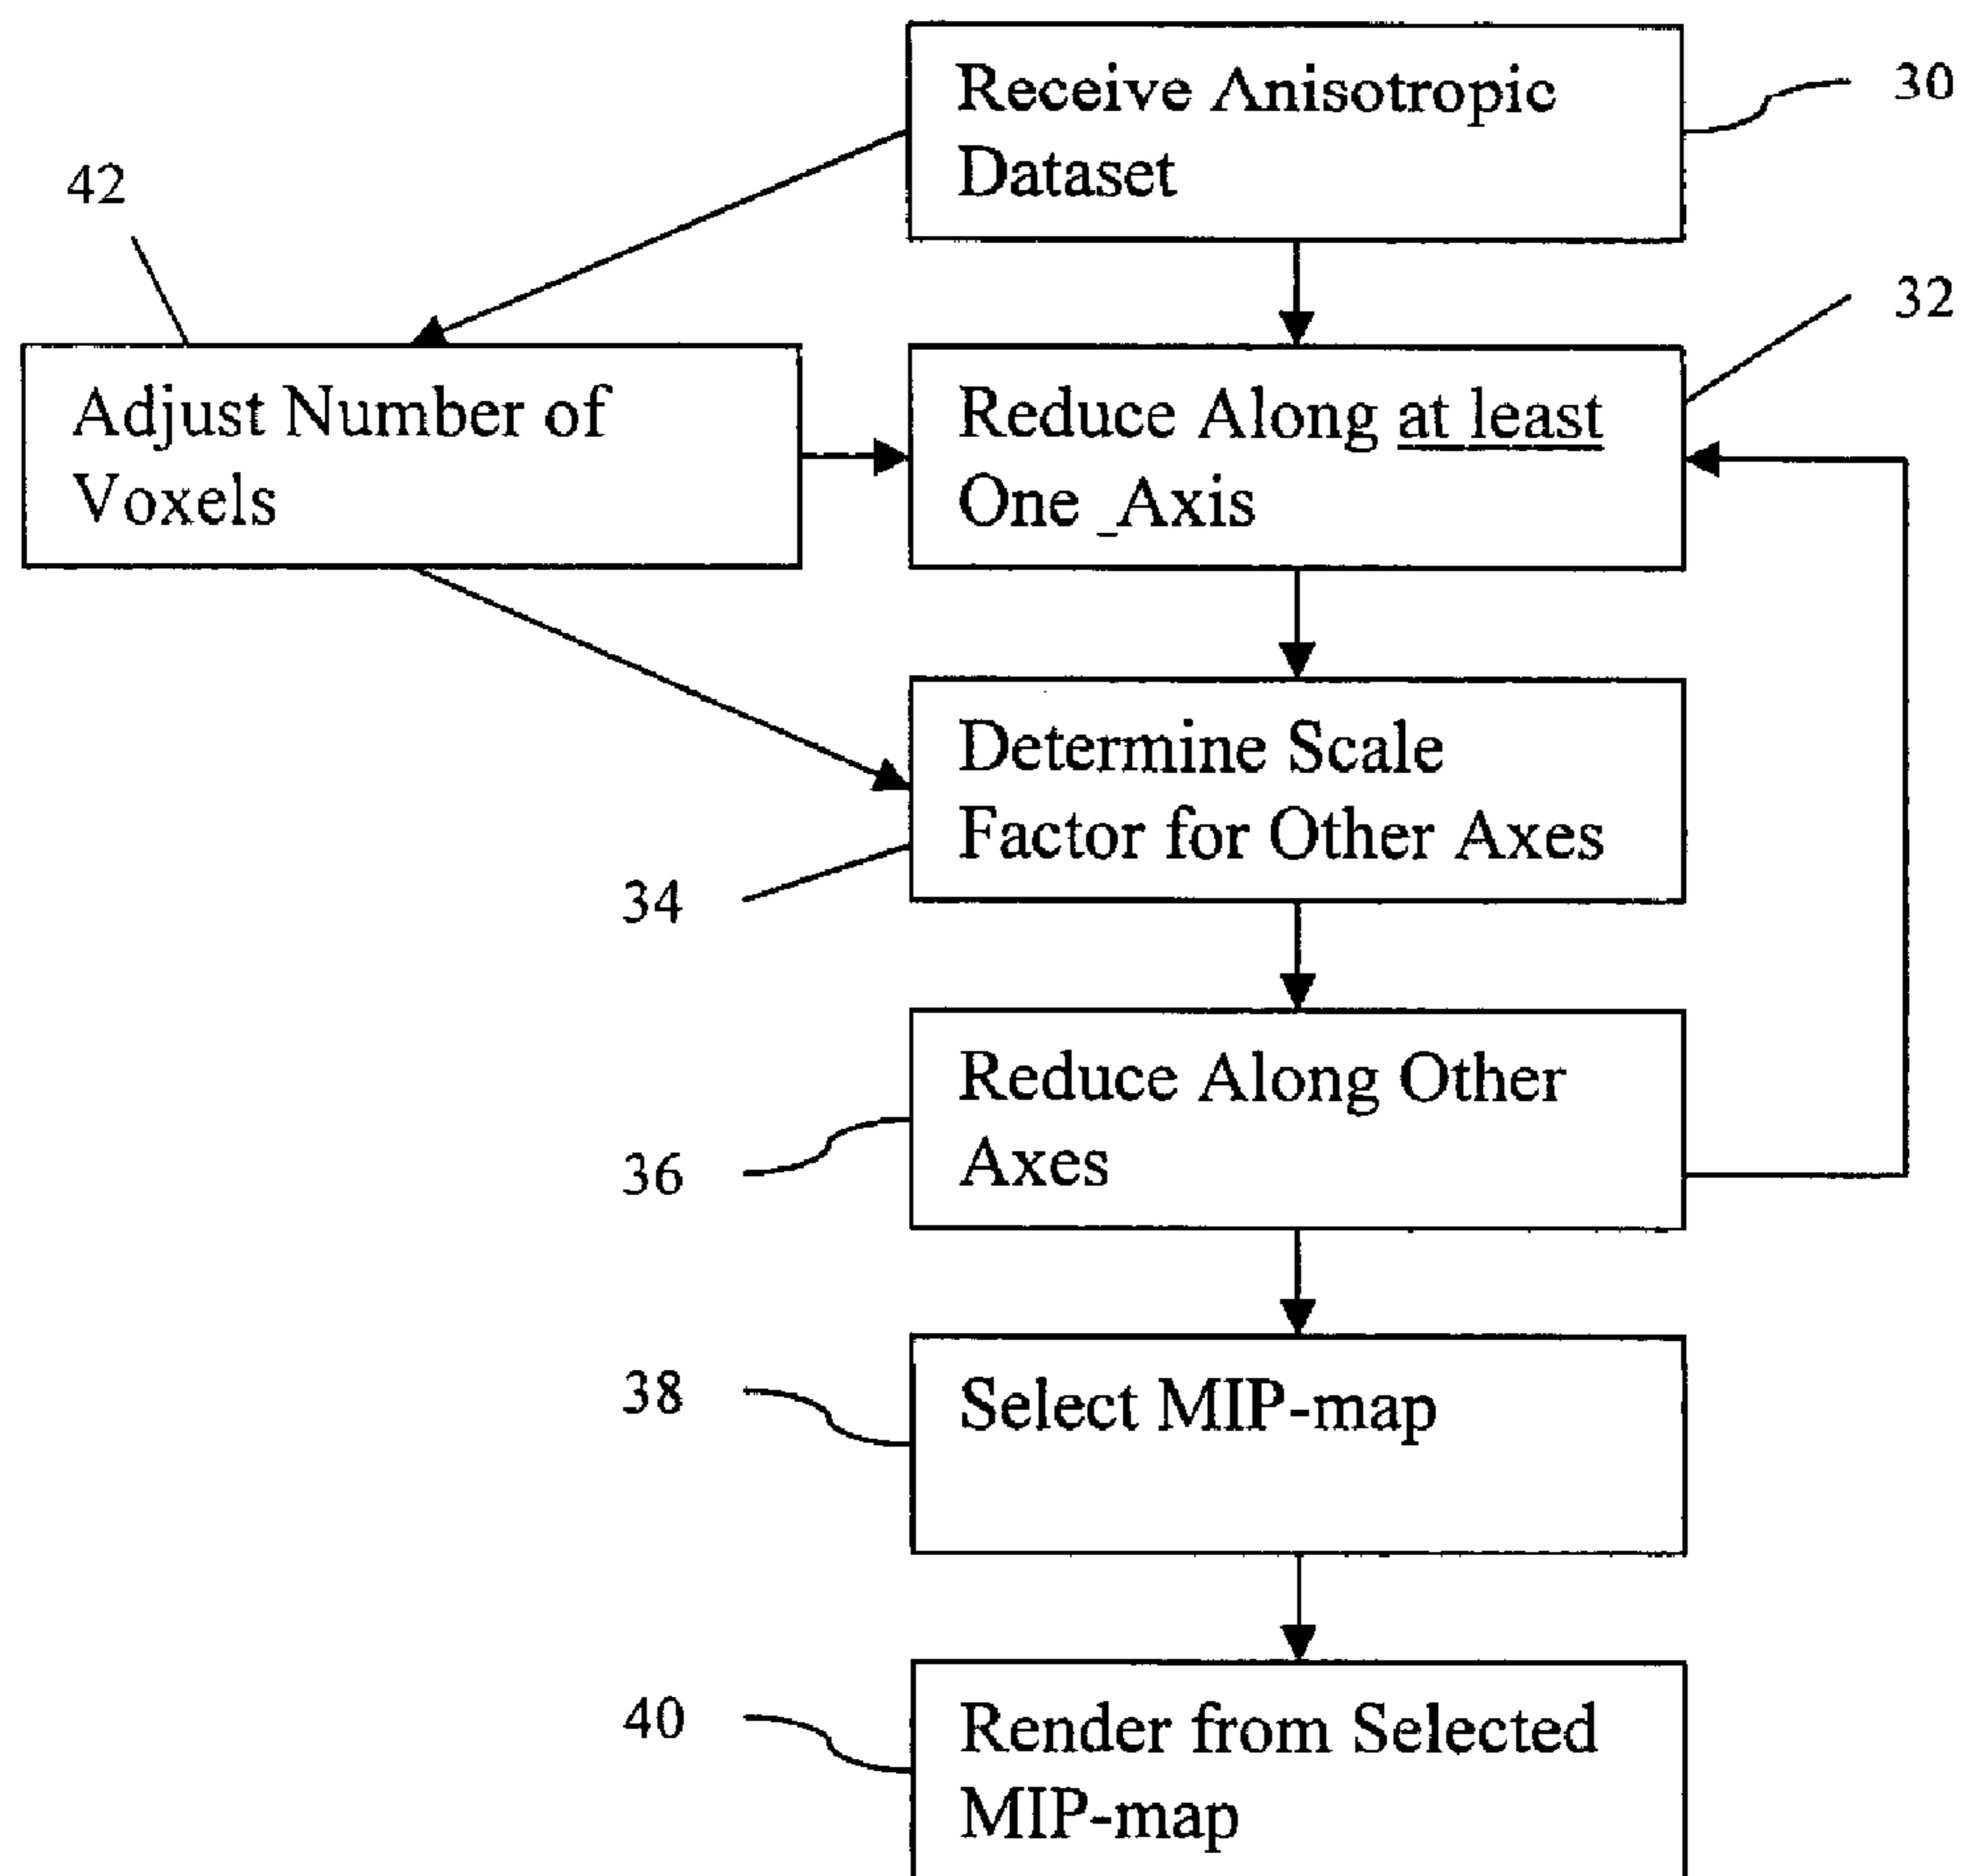 Receive Anisotropic
Dataset
30
42
32
Adjust Number of
Voxels
Reduce Along at least
One _Axis
Determine Scale
Factor for Other Axes
34
Reduce Along Other
Axes
36
Select MIP-map
38
Render from Selected
MIP-map
40